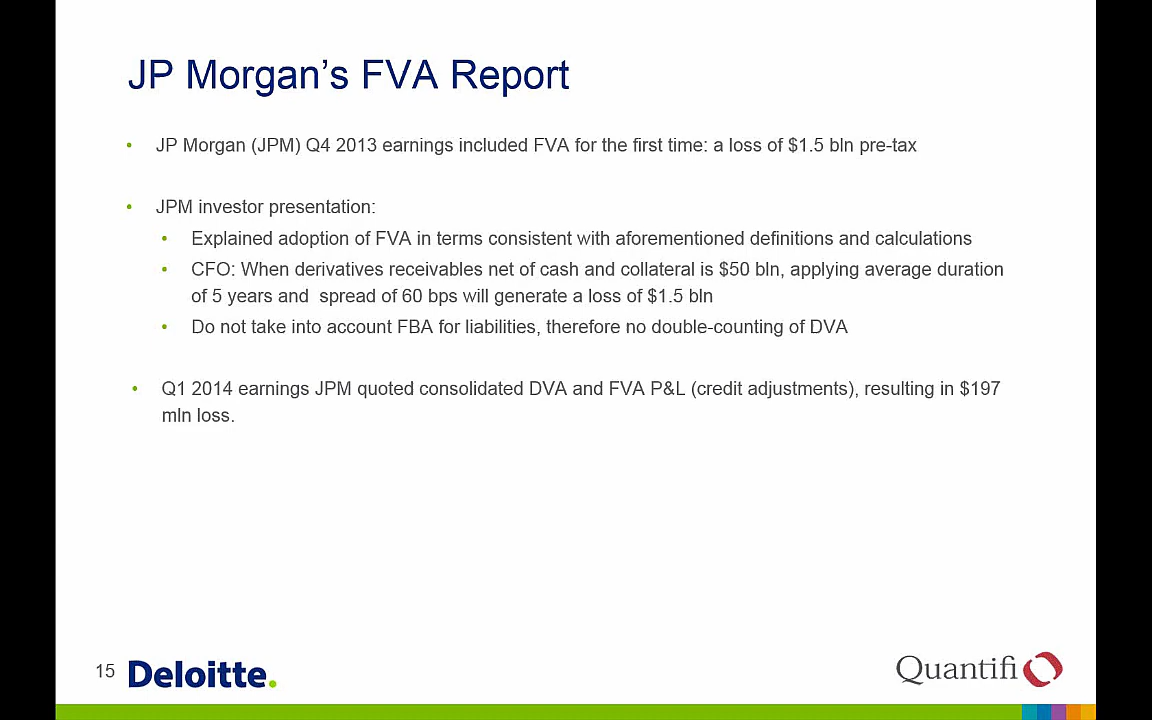 JP Morgan’s FVA Report
• JP Morgan (JPM) Q4 2013 earnings included FVA for the first time: a loss of $1.5 bln pre-tax
• JPM investor presentation:
• Explained adoption of FVA in terms consistent with aforementioned definitions and calculations
• CFO: When derivatives receivables net of cash and collateral is $50 bln, applying average duration
of 5 years and  spread of 60 bps will generate a loss of $1.5 bln
• Do not take into account FBA for liabilities, therefore no double-counting of DVA
• Q1 2014 earnings JPM quoted consolidated DVA and FVA P&L (credit adjustments), resulting in $197
mln loss.
15 Deloitte.
Quantifi